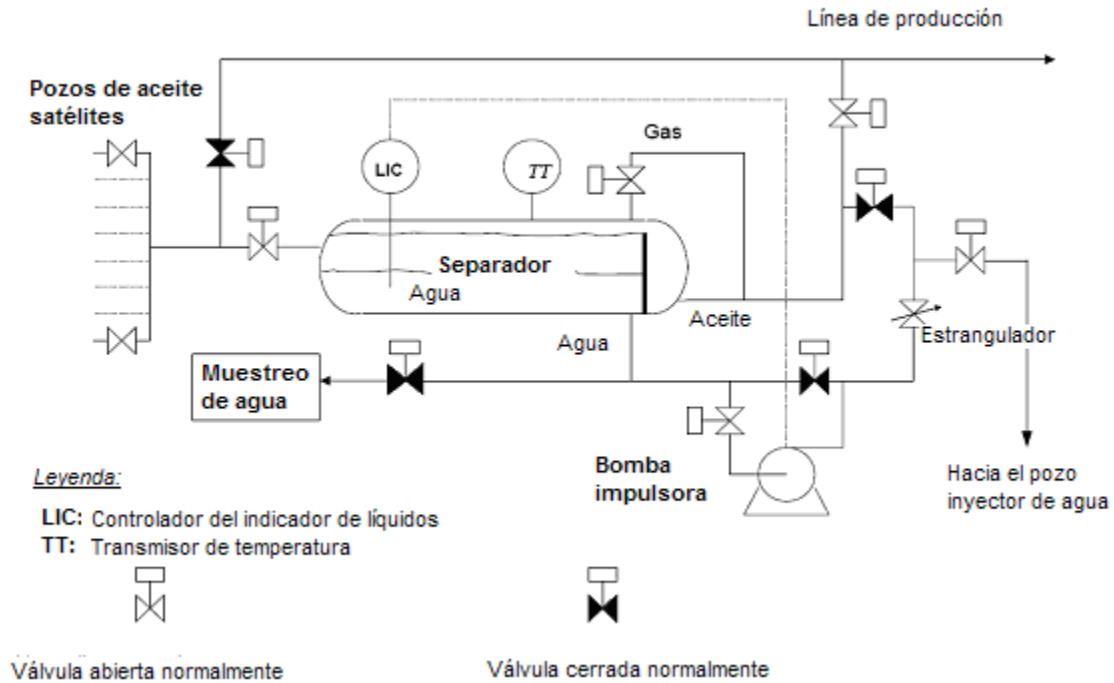 Línea de producción
Pozos de aceite
satélites
Gas
LIC
TT
Separador
Agua
Aceite
Agua
Estrangulador
Muestreo
de agua
Bomba
impulsora
Hacia el pozo
inyector de agua
Leyenda:
LIC: Controlador del indicador de líquidos
TT: Transmisor de temperatura
Válvula abierta normalmente
Válvula cerrada normalmente